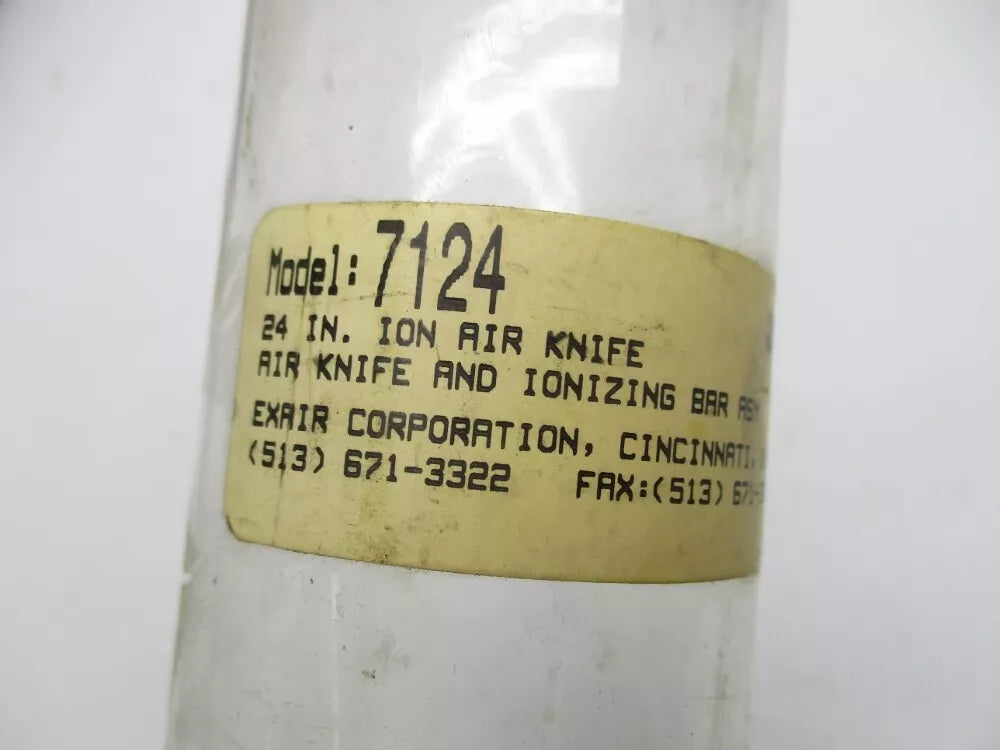 Model: 7124
24 IN. ION AIR KNIFE
AIR KNIFE AND IONIZING BAR ASY
EXAIR CORPORATION, CINCINNATI,
(513) 671-3322 FAX:(513)